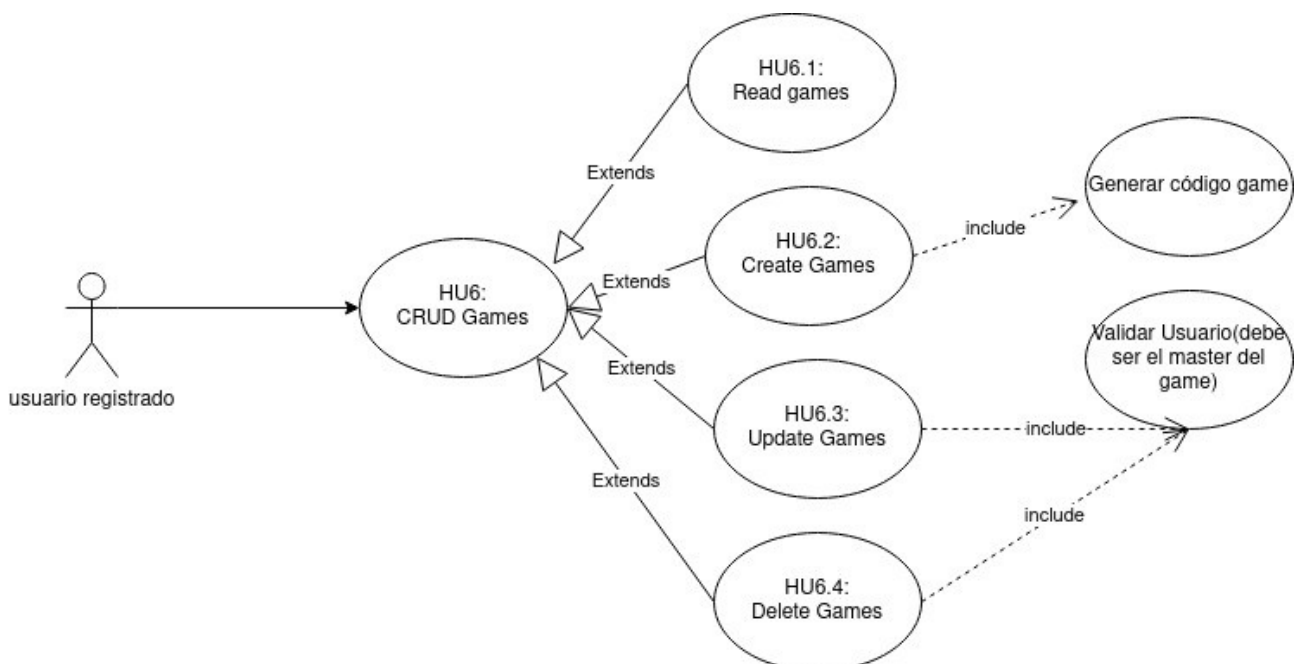 HU6.1:
Read games
Extends
Generar código game
HU6.2:
Create Games
include
Extends
HU6:
CRUD Games
usuario registrado
Validar Usuario(debe
ser el master del
game)
Extends
HU6.3:
Update Games
include
Extends
HU6.4:
Delete Games
include